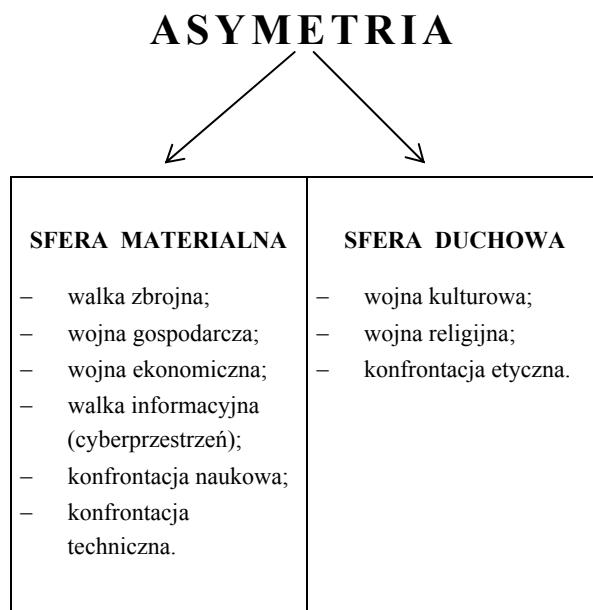 ASYMETRIA
SFERA MATERIALNA
– walka zbrojna;
– wojna gospodarcza;
– wojna ekonomiczna;
– walka informacyjna
(cyberprzestrzeń);
– konfrontacja naukowa;
– konfrontacja
techniczna.
SFERA DUCHOWA
– wojna kulturowa;
– wojna religijna;
– konfrontacja etyczna.